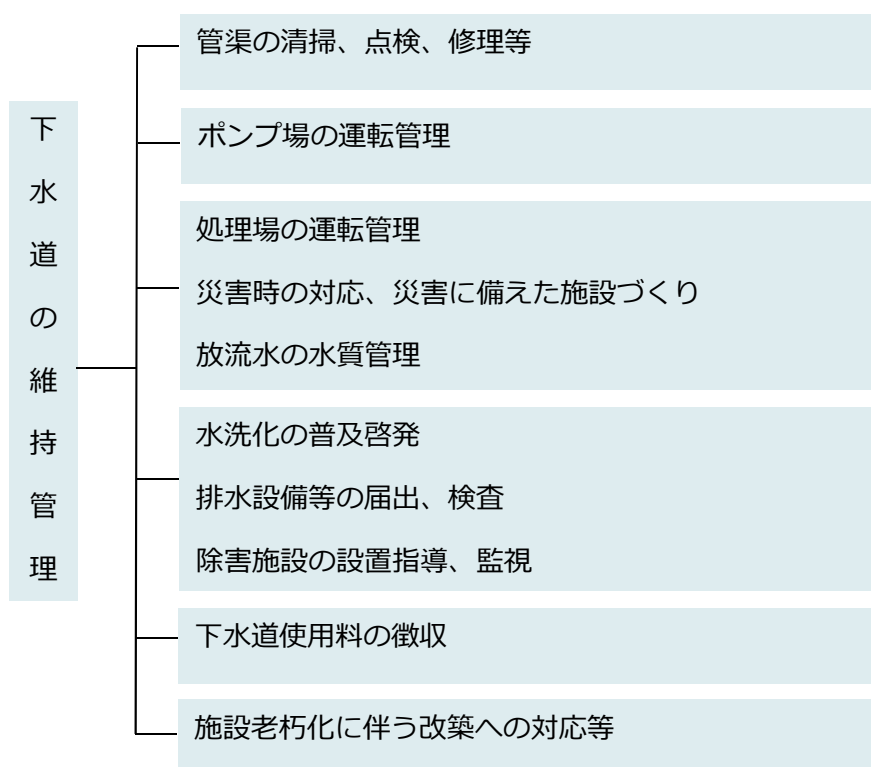 下水道の維持管理
管渠の清掃、点検、修理等
ポンプ場の運転管理
処理場の運転管理
災害時の対応、災害に備えた施設づくり
放流水の水質管理
水洗化の普及啓発
排水設備等の届出、検査
除害施設の設置指導、監視
下水道使用料の徴収
施設老朽化に伴う改築への対応等